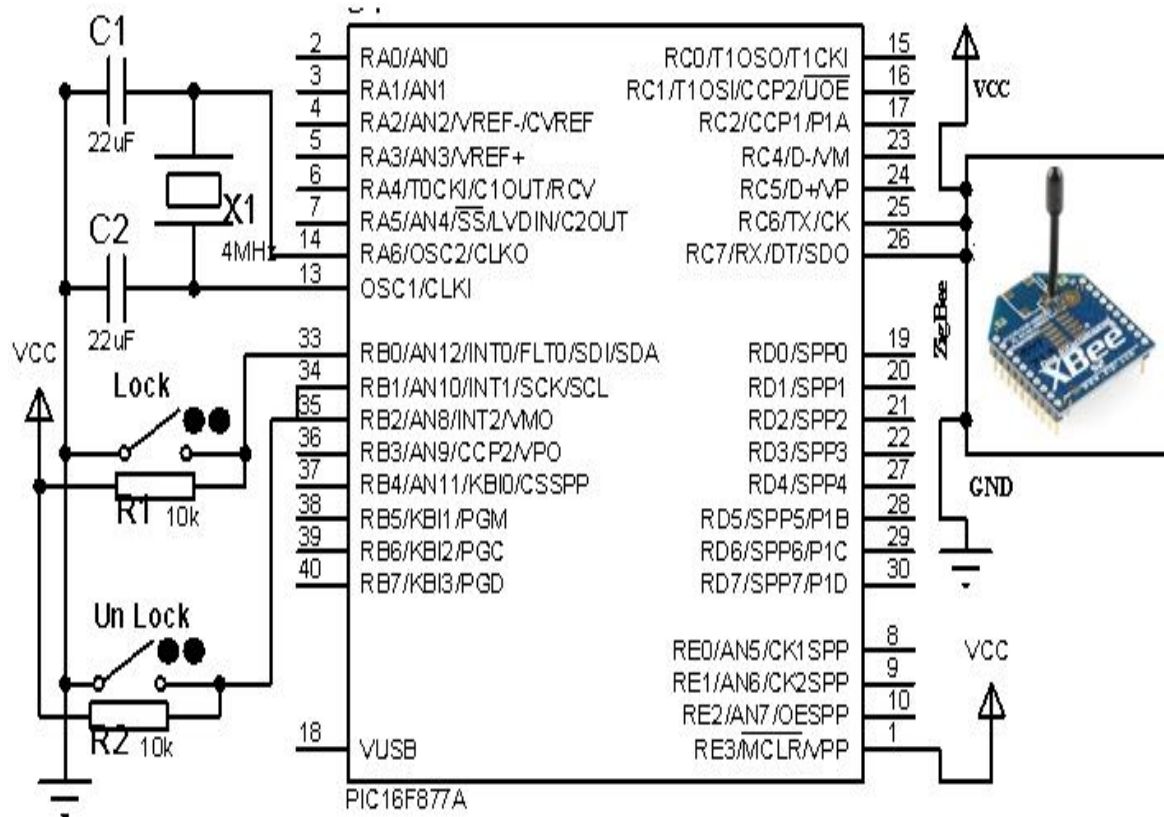 C1
22uF
X1
4MHz
C2
22uF
VCC
Lock
R1 10k
Un Lock
R2 10k
2 RA0/AN0
3 RA1/AN1
4 RA2/AN2/VREF-/CVREF
5 RA3/AN3/VREF+
6 RA4/T0CKI/C1OUT/RCV
7 RA5/AN4/SS/LVDIN/C2OUT
14 RA6/OSC2/CLKO
13 OSC1/CLKI
33 RB0/AN12/INT0/FLT0/SDI/SDA
34 RB1/AN10/INT1/SCK/SCL
35 RB2/AN8/INT2/VMO
36 RB3/AN9/CCP2/VPO
37 RB4/AN11/KBI0/CSSPP
38 RB5/KBI1/PGM
39 RB6/KBI2/PGC
40 RB7/KBI3/PGD
18 VUSB
RC0/T1OSO/T1CKI 15
RC1/T1OSI/CCP2/UOE 16
RC2/CCP1/P1A 17
RC4/D-/VM 23
RC5/D+/VP 24
RC6/TX/CK 25
RC7/RX/DT/SDO 26
RD0/SPP0 19
RD1/SPP1 20
RD2/SPP2 21
RD3/SPP3 22
RD4/SPP4 27
RD5/SPP5/P1B 28
RD6/SPP6/P1C 29
RD7/SPP7/P1D 30
RE0/AN5/CK1SPP 8
RE1/AN6/CK2SPP 9
RE2/AN7/OESPP 10
RE3/MCLR/VPP 1
PIC16F877A
VCC
ZigBee
XBee
GND
VCC